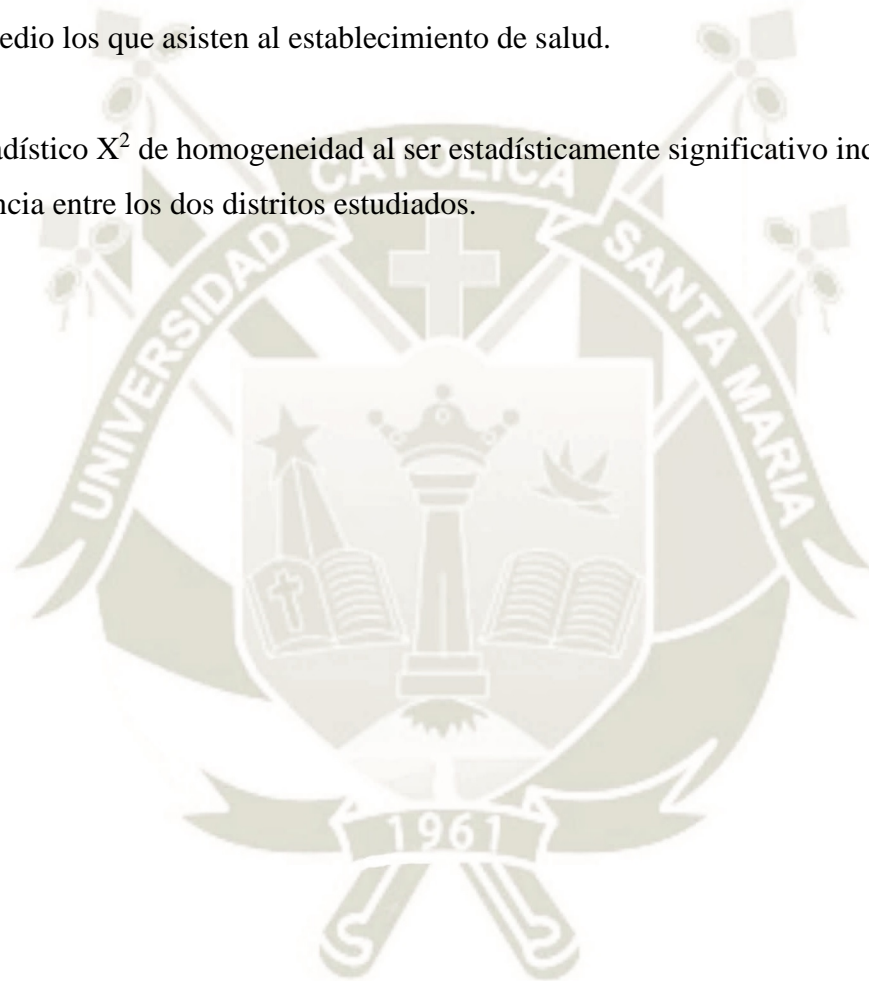 edio los que asisten al establecimiento de salud.
adístico X² de homogeneidad al ser estadísticamente significativo
ncia entre los dos distritos estudiados.
UNIVERSIDAD CATOLICA SANTA MARIA
1961